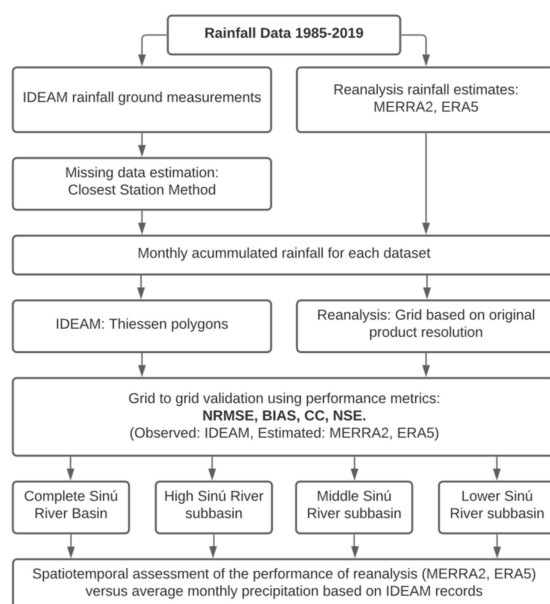 Rainfall Data 1985-2019
IDEAM rainfall ground measurements
Reanalysis rainfall estimates:
MERRA2, ERA5
Missing data estimation:
Closest Station Method
Monthly acummulated rainfall for each dataset
IDEAM: Thiessen polygons
Reanalysis: Grid based on original
product resolution
Grid to grid validation using performance metrics:
NRMSE, BIAS, CC, NSE.
(Observed: IDEAM, Estimated: MERRA2, ERA5)
Complete Sinú
River Basin
High Sinú River
subbasin
Middle Sinú
River subbasin
Lower Sinú
River subbasin
Spatiotemporal assessment of the performance of reanalysis (MERRA2, ERA5)
versus average monthly precipitation based on IDEAM records